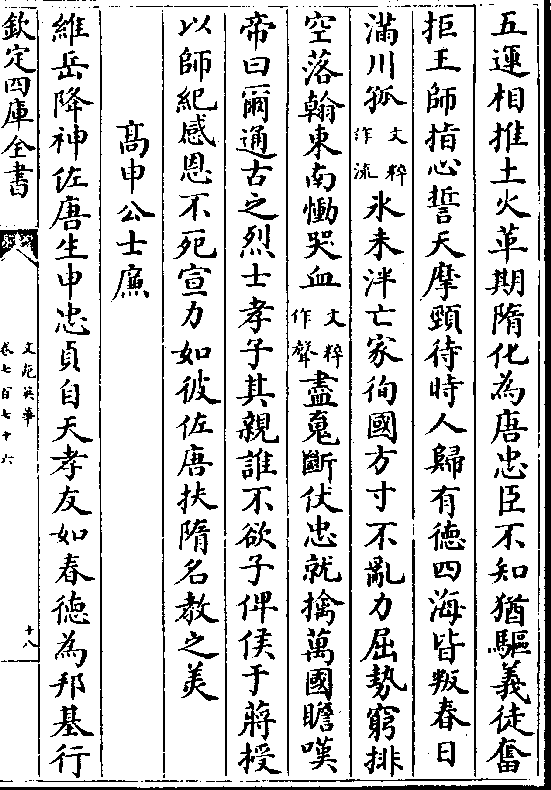 五運相推土火革期隋化為唐忠臣不知猶驅義徒奮
拒王師指心誓天摩頸待時人歸有德四海皆叛春日
滿川孤文粹作流氷未泮亡家徇國方寸不亂力屈勢窮排
空落翰東南慟哭血文粹作聲盡䰟斷伏忠就擒萬國瞻嘆
帝曰爾通古之烈士孝子其親誰不欲子俾侯于蔣授
以師紀感恩不死宣力如彼佐唐扶隋名教之美
髙申公士廉
維岳降神佐唐生申忠貞自天孝友如春德為邦基行
欽定四庫全書
文苑英華
卷七百七十六
十八